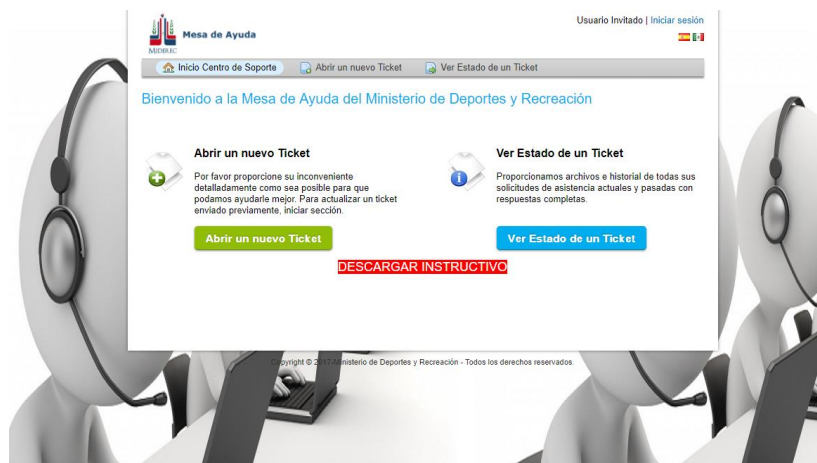 Usuario Invitado | Iniciar sesión
Mesa de Ayuda
MIDEREC
Inicio Centro de Soporte
Abrir un nuevo Ticket
Ver Estado de un Ticket
Bienvenido a la Mesa de Ayuda del Ministerio de Deportes y Recreación
Abrir un nuevo Ticket
Por favor proporcione su inconveniente
detalladamente como sea posible para que
podamos ayudarle mejor. Para actualizar un ticket
enviado previamente, iniciar sección.
Abrir un nuevo Ticket
Ver Estado de un Ticket
Proporcionamos archivos e historial de todas sus
solicitudes de asistencia actuales y pasadas con
respuestas completas.
Ver Estado de un Ticket
DESCARGAR INSTRUCTIVO
Copyright © 2017 Ministerio de Deportes y Recreación - Todos los derechos reservados.